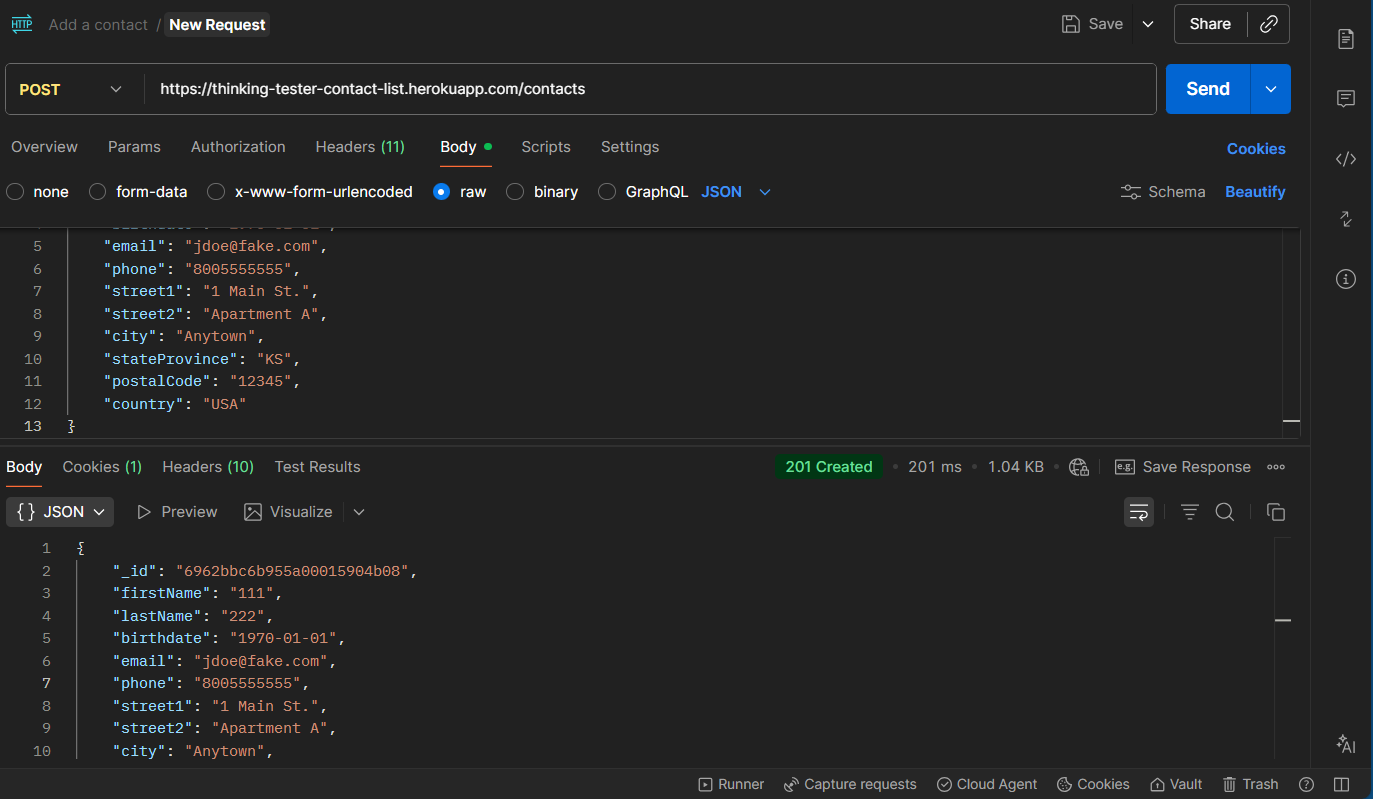 HTTP Add a contact / New Request Save Share
POST https://thinking-tester-contact-list.herokuapp.com/contacts Send
Overview Params Authorization Headers (11) Body Scripts Settings Cookies
none form-data x-www-form-urlencoded raw binary GraphQL JSON Schema Beautify
5 "email": "jdoe@fake.com",
6 "phone": "8005555555",
7 "street1": "1 Main St.",
8 "street2": "Apartment A",
9 "city": "Anytown",
10 "stateProvince": "KS",
11 "postalCode": "12345",
12 "country": "USA"
13 }
Body Cookies (1) Headers (10) Test Results 201 Created 201 ms 1.04 KB e.g. Save Response
{} JSON Preview Visualize
1 {
2 "_id": "6962bbc6b955a00015904b08",
3 "firstName": "111",
4 "lastName": "222",
5 "birthdate": "1970-01-01",
6 "email": "jdoe@fake.com",
7 "phone": "8005555555",
8 "street1": "1 Main St.",
9 "street2": "Apartment A",
10 "city": "Anytown",
AI
Runner Capture requests Cloud Agent Cookies Vault Trash